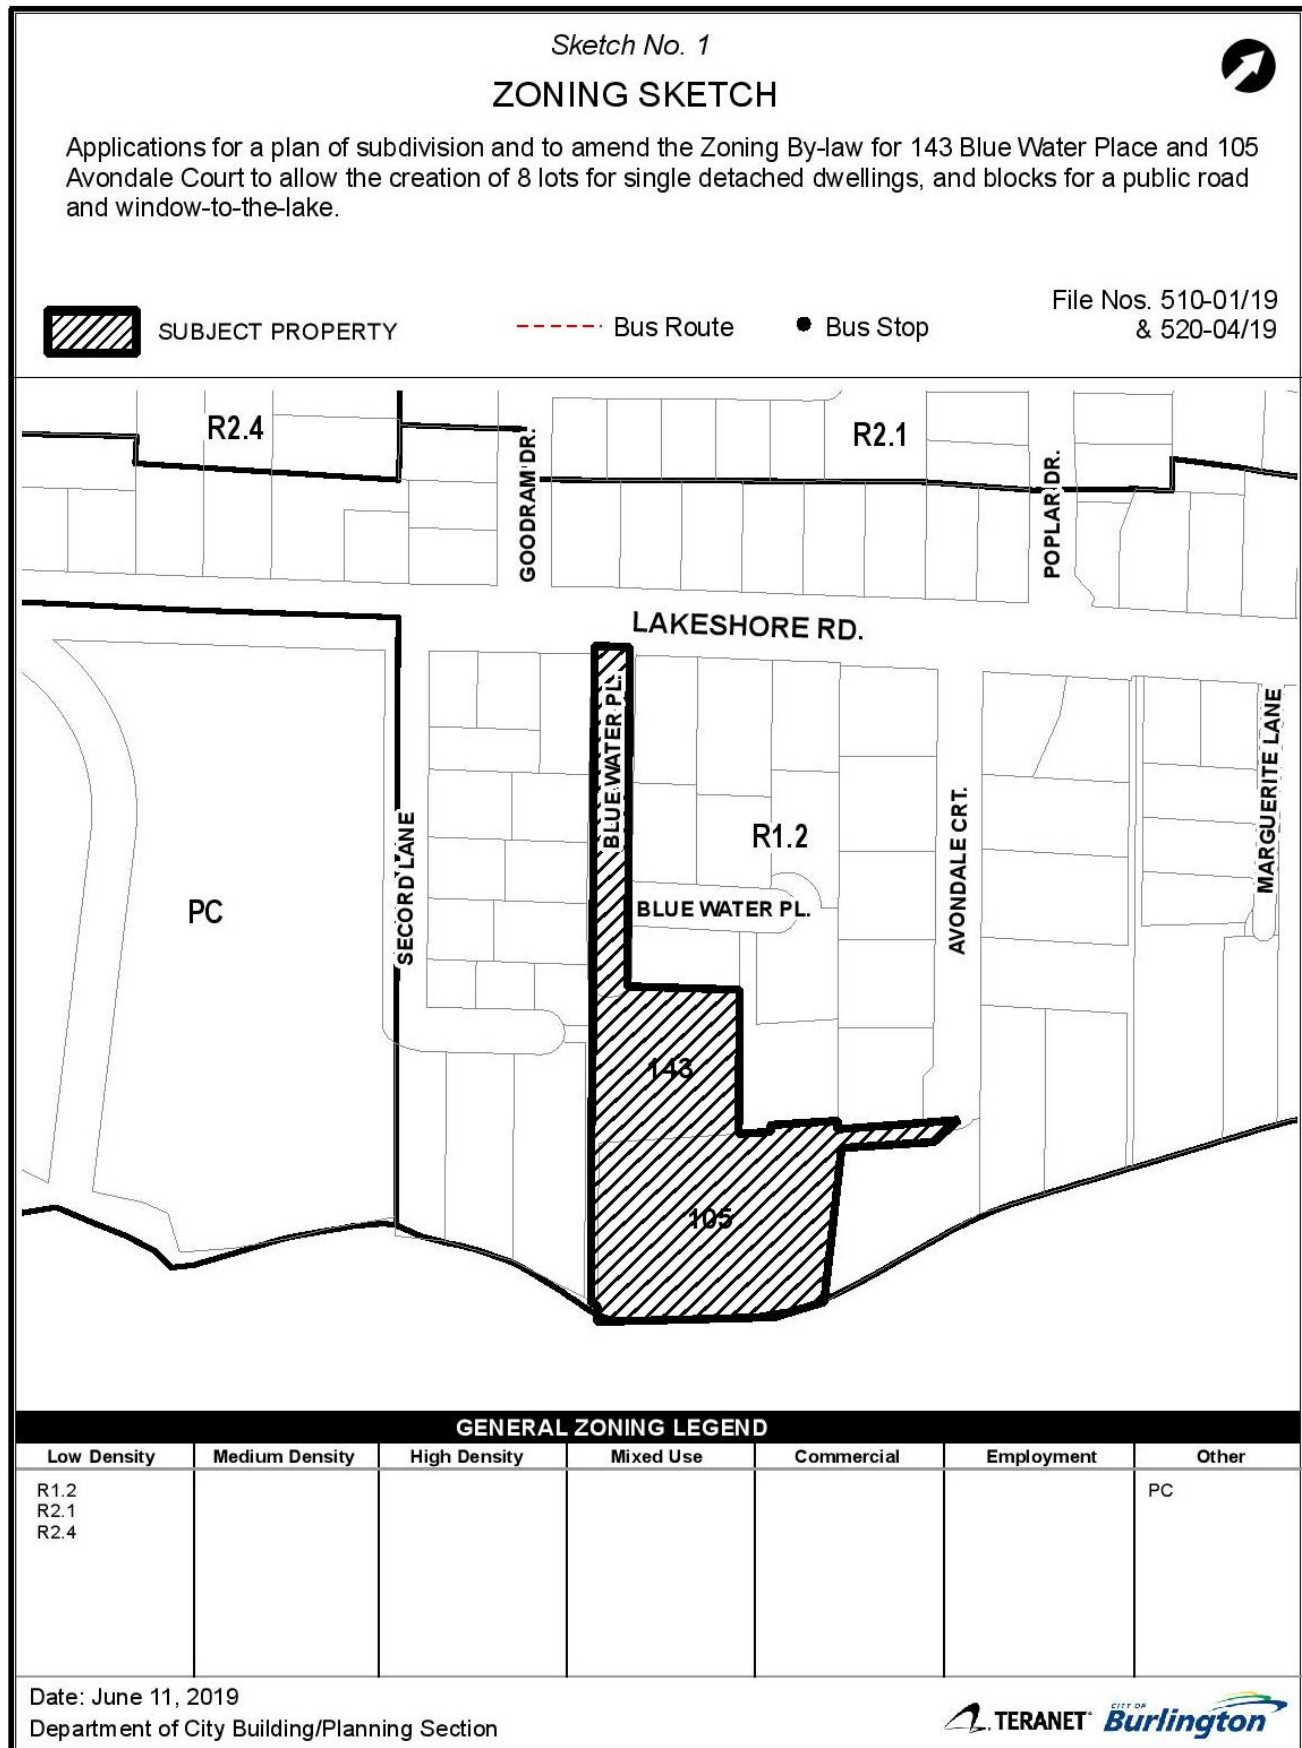 Sketch No. 1
ZONING SKETCH
Applications for a plan of subdivision and to amend the Zoning By-law for 143 Blue Water Place and 105
Avondale Court to allow the creation of 8 lots for single detached dwellings, and blocks for a public road
and window-to-the-lake.
SUBJECT PROPERTY
Bus Route
Bus Stop
File Nos. 510-01/19
& 520-04/19
R2.4
R2.1
GOODRAM DR.
POPLAR DR.
LAKESHORE RD.
BLUE WATER PL.
MARGUERITE LANE
R1.2
AVONDALE CRT.
SECORD LANE
PC
BLUE WATER PL.
143
105
GENERAL ZONING LEGEND
Low Density
Medium Density
High Density
Mixed Use
Commercial
Employment
Other
R1.2
R2.1
R2.4
PC
Date: June 11, 2019
Department of City Building/Planning Section
TERANET
CITY OF
Burlington